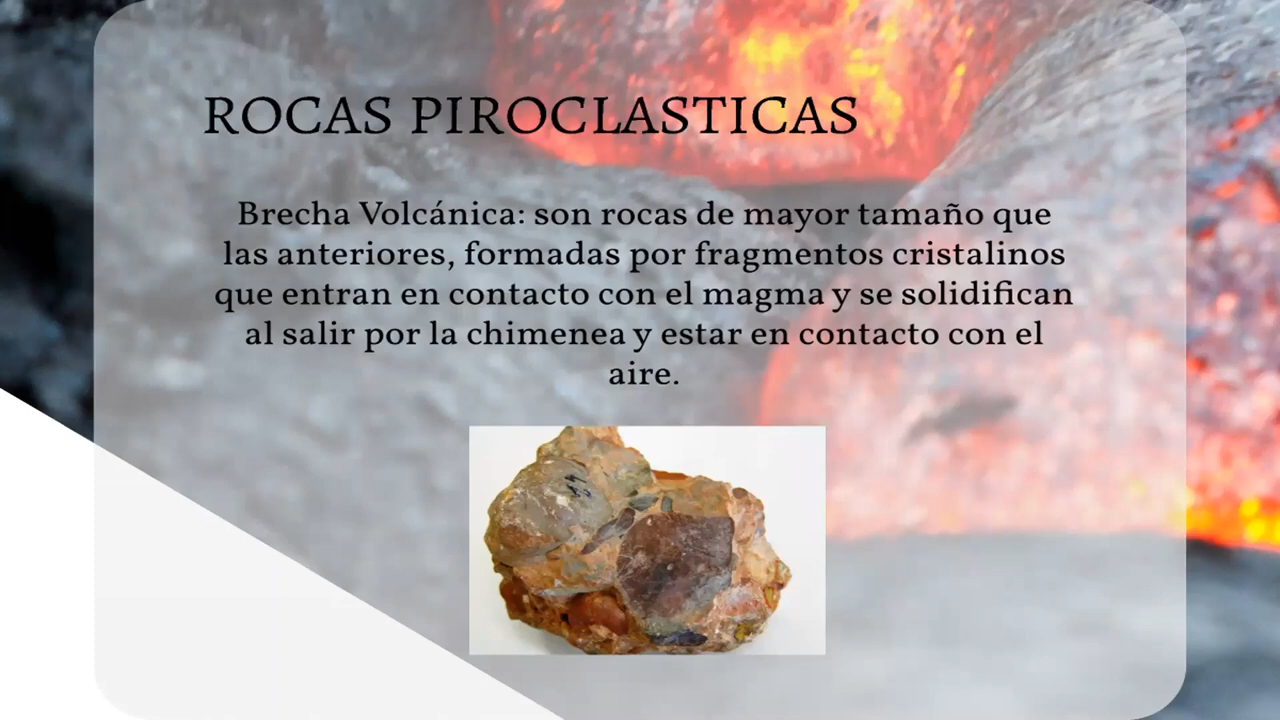 ROCAS PIROCLASTICAS
Brecha Volcánica: son rocas de mayor tamaño que
las anteriores, formadas por fragmentos cristalinos
que entran en contacto con el magma y se solidifican
al salir por la chimenea y estar en contacto con el
aire.